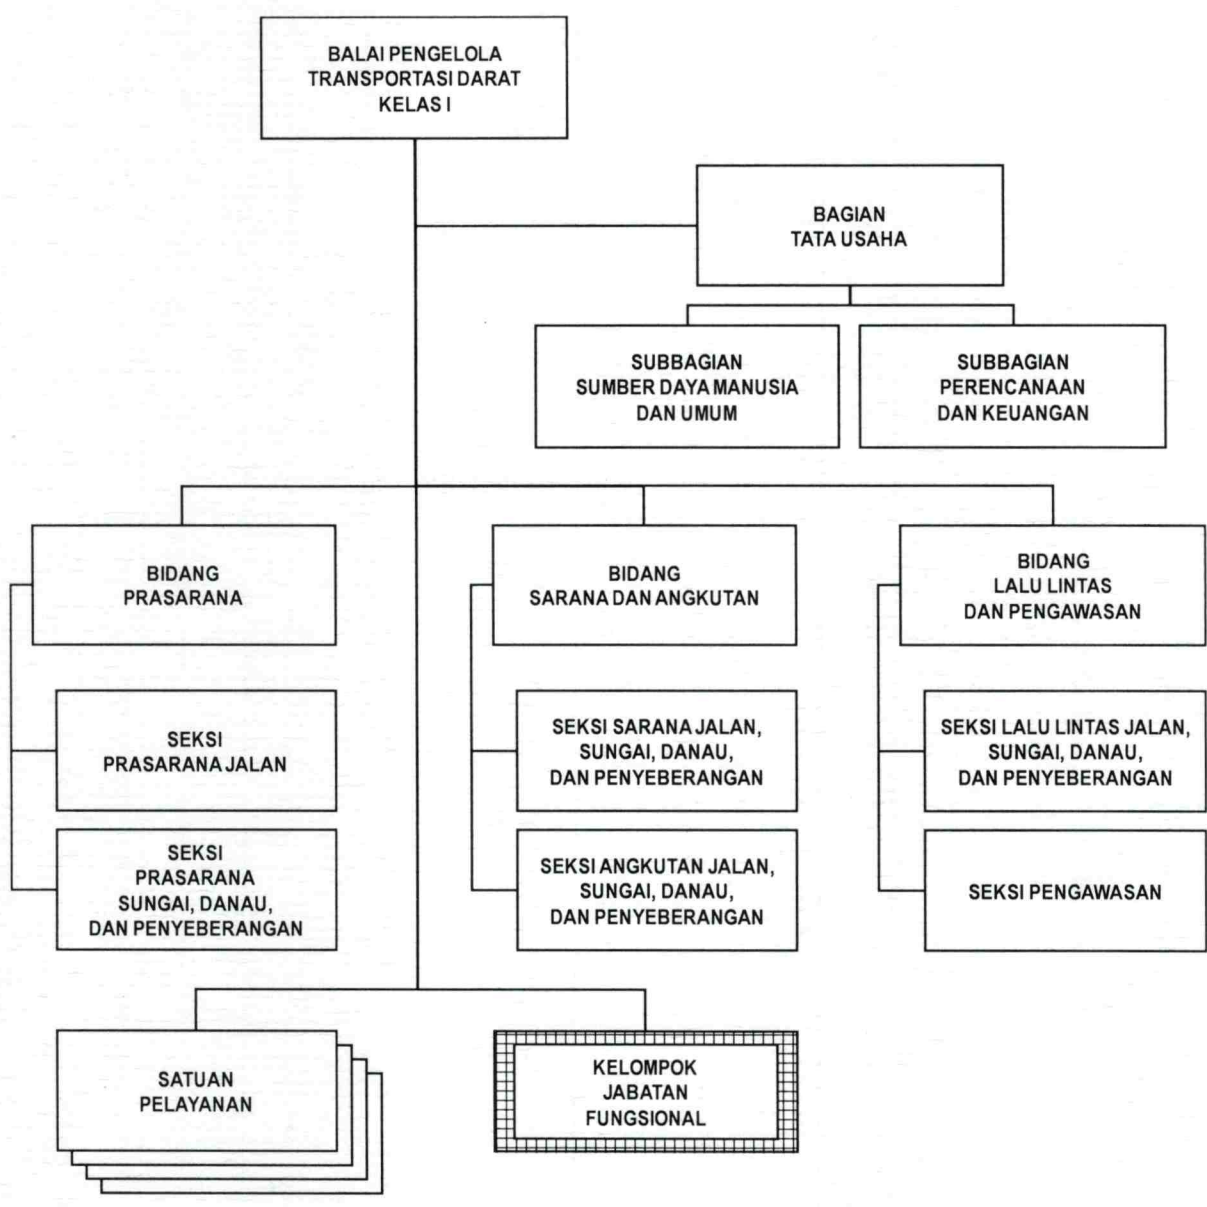 BALAI PENGELOLA
TRANSPORTASI DARAT
KELAS I
BAGIAN
TATA USAHA
SUBBAGIAN
SUMBER DAYA MANUSIA
DAN UMUM
SUBBAGIAN
PERENCANAAN
DAN KEUANGAN
BIDANG
PRASARANA
BIDANG
SARANA DAN ANGKUTAN
BIDANG
LALU LINTAS
DAN PENGAWASAN
SEKSI
PRASARANA JALAN
SEKSI SARANA JALAN,
SUNGAI, DANAU,
DAN PENYEBERANGAN
SEKSI LALU LINTAS JALAN,
SUNGAI, DANAU,
DAN PENYEBERANGAN
SEKSI
PRASARANA
SUNGAI, DANAU,
DAN PENYEBERANGAN
SEKSI ANGKUTAN JALAN,
SUNGAI, DANAU,
DAN PENYEBERANGAN
SEKSI PENGAWASAN
SATUAN
PELAYANAN
KELOMPOK
JABATAN
FUNGSIONAL